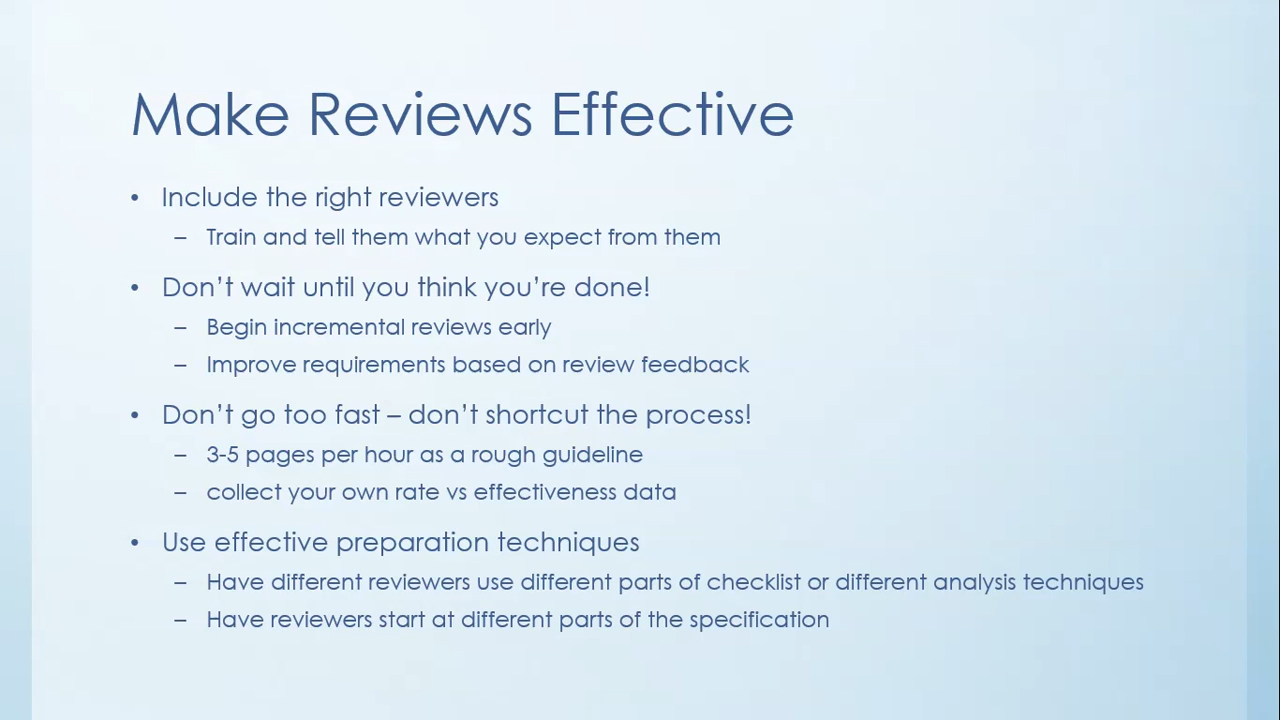 Make Reviews Effective
• Include the right reviewers
– Train and tell them what you expect from them
• Don’t wait until you think you’re done!
– Begin incremental reviews early
– Improve requirements based on review feedback
• Don’t go too fast – don’t shortcut the process!
– 3-5 pages per hour as a rough guideline
– collect your own rate vs effectiveness data
• Use effective preparation techniques
– Have different reviewers use different parts of checklist or different analysis techniques
– Have reviewers start at different parts of the specification